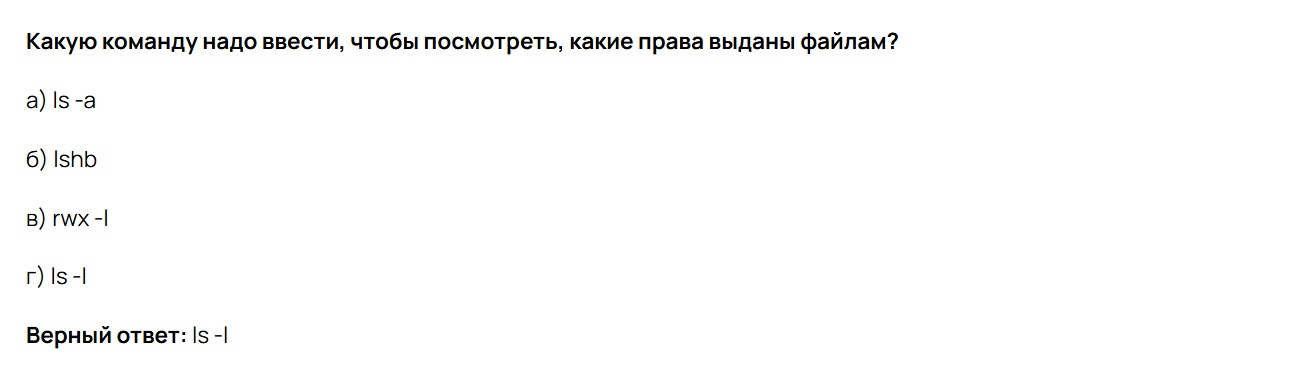 Какую команду надо ввести, чтобы посмотреть, какие права выданы файлам?
а) ls -a
б) lshb
в) rwx -l
г) ls -l
Верный ответ: ls -l